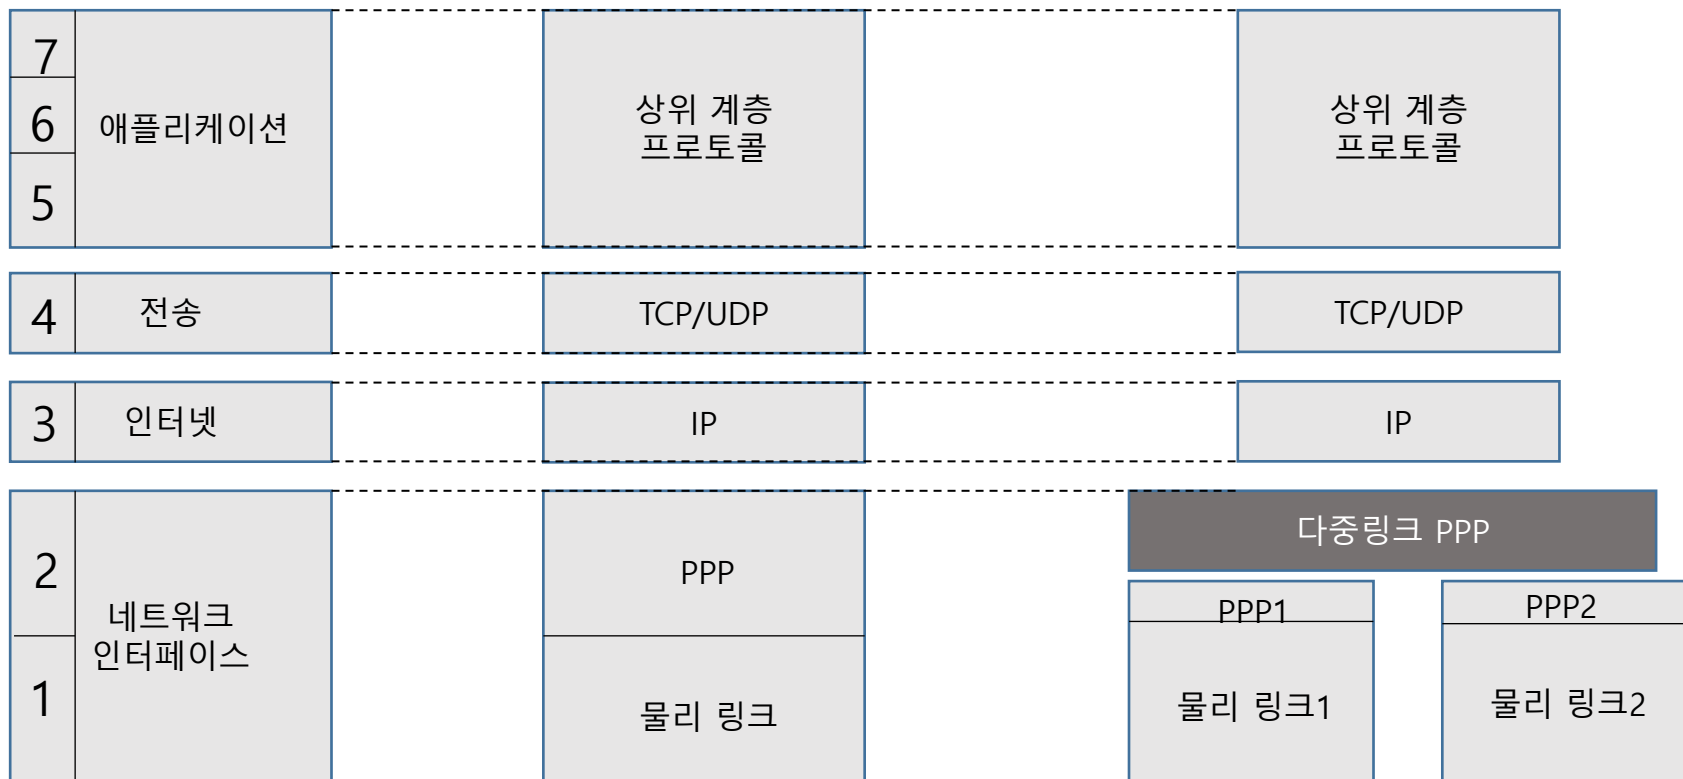 7
6
5
애플리케이션
상위 계층
프로토콜
상위 계층
프로토콜
4
전송
TCP/UDP
TCP/UDP
3
인터넷
IP
IP
다중링크 PPP
2
PPP
PPP1
PPP2
네트워크
인터페이스
1
물리 링크
물리 링크1
물리 링크2